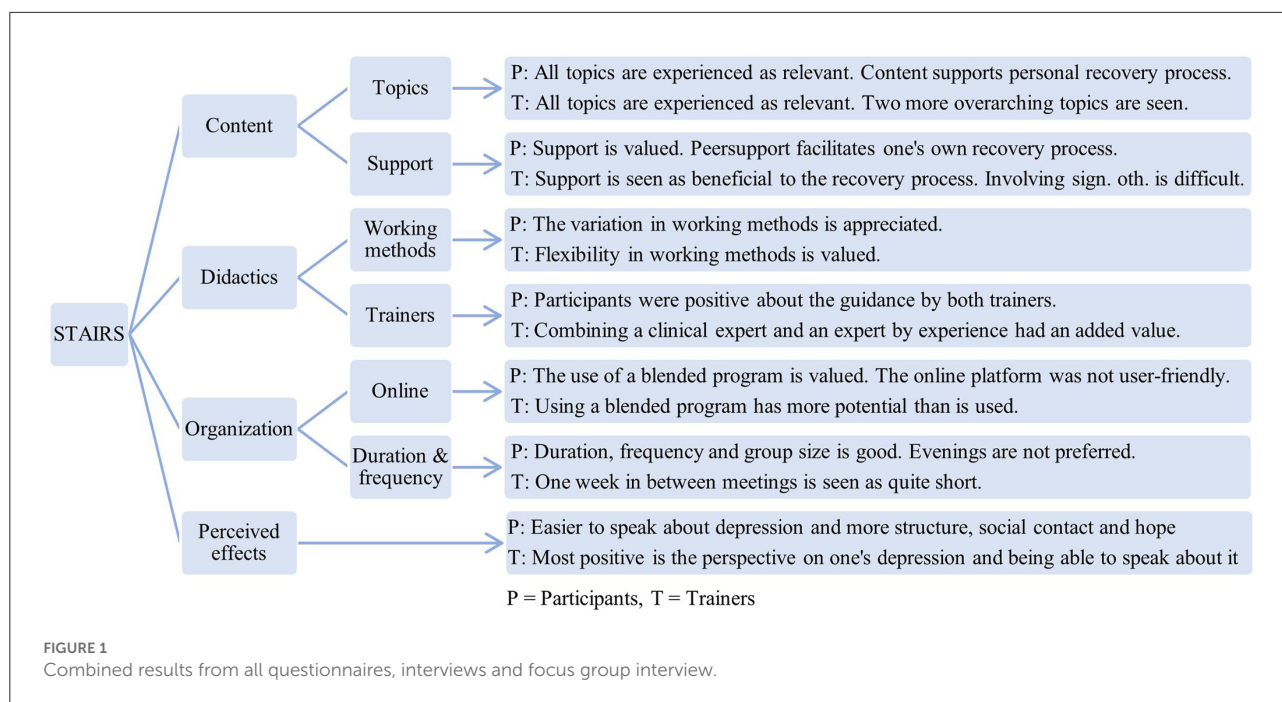 STAIRS
Content
Topics
P: All topics are experienced as relevant. Content supports personal recovery process.
T: All topics are experienced as relevant. Two more overarching topics are seen.
Support
P: Support is valued. Peersupport facilitates one's own recovery process.
T: Support is seen as beneficial to the recovery process. Involving sign. oth. is difficult.
Didactics
Working
methods
P: The variation in working methods is appreciated.
T: Flexibility in working methods is valued.
Trainers
P: Participants were positive about the guidance by both trainers.
T: Combining a clinical expert and an expert by experience had an added value.
Organization
Online
P: The use of a blended program is valued. The online platform was not user-friendly.
T: Using a blended program has more potential than is used.
Duration &
frequency
P: Duration, frequency and group size is good. Evenings are not preferred.
T: One week in between meetings is seen as quite short.
Perceived
effects
P: Easier to speak about depression and more structure, social contact and hope
T: Most positive is the perspective on one's depression and being able to speak about it
P = Participants, T = Trainers
FIGURE 1
Combined results from all questionnaires, interviews and focus group interview.